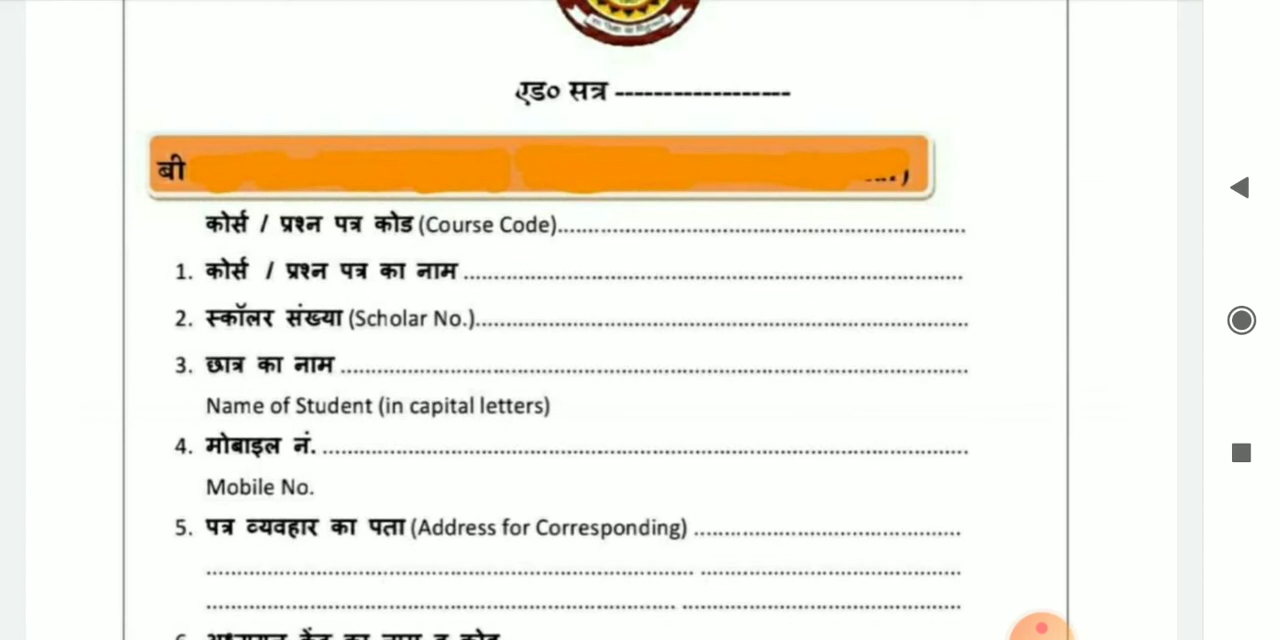 एड० सत्र ------------------
बी
कोर्स / प्रश्न पत्र कोड (Course Code)....................................................................
1. कोर्स / प्रश्न पत्र का नाम ....................................................................................
2. स्कॉलर संख्या (Scholar No.)..................................................................................
3. छात्र का नाम .........................................................................................................
Name of Student (in capital letters)
4. मोबाइल नं. ............................................................................................................
Mobile No.
5. पत्र व्यवहार का पता (Address for Corresponding) ............................................
................................................................................ ...........................................
.............................................................................. ..............................................